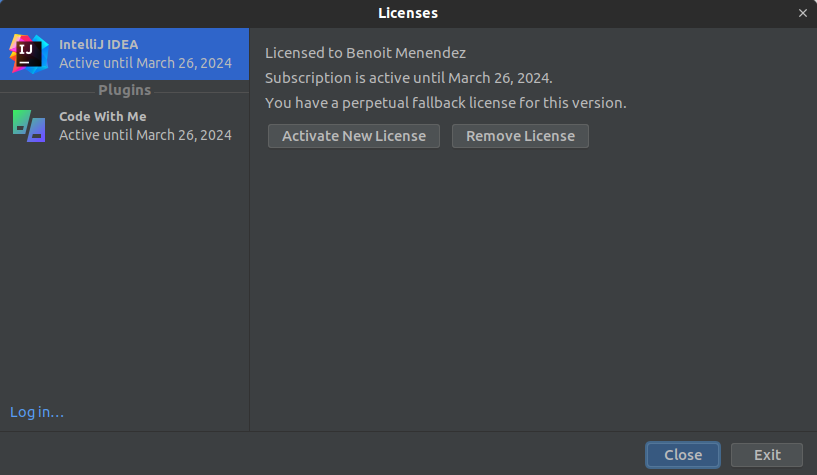 Licenses
IJ
IntelliJ IDEA
Active until March 26, 2024
Plugins
Code With Me
Active until March 26, 2024
Log in...
Licensed to Benoit Menendez
Subscription is active until March 26, 2024.
You have a perpetual fallback license for this version.
Activate New License
Remove License
Close
Exit